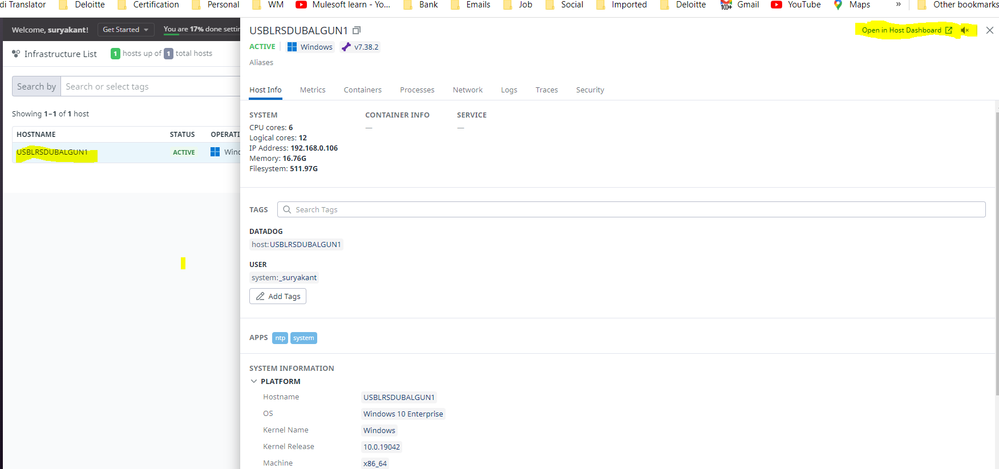 di Translator Deloitte Certification Personal WM Mulesoft learn - Yo... Bank Emails Job Social Imported Deloitte 100+ Gmail YouTube Maps » Other bookmarks
Welcome, suryakant! Get Started You are 17% done settin
Infrastructure List 1 hosts up of 1 total hosts
Search by Search or select tags
Showing 1–1 of 1 host
HOSTNAME STATUS OPERATI
USBLRSDUBALGUN1 ACTIVE Wind
USBLRSDUBALGUN1 Open in Host Dashboard
ACTIVE Windows v7.38.2
Aliases
Host Info Metrics Containers Processes Network Logs Traces Security
SYSTEM CONTAINER INFO SERVICE
CPU cores: 6 — —
Logical cores: 12
IP Address: 192.168.0.106
Memory: 16.76G
Filesystem: 511.97G
TAGS Search Tags
DATADOG
host:USBLRSDUBALGUN1
USER
system:_suryakant
Add Tags
APPS ntp system
SYSTEM INFORMATION
PLATFORM
Hostname USBLRSDUBALGUN1
OS Windows 10 Enterprise
Kernel Name Windows
Kernel Release 10.0.19042
Machine x86_64